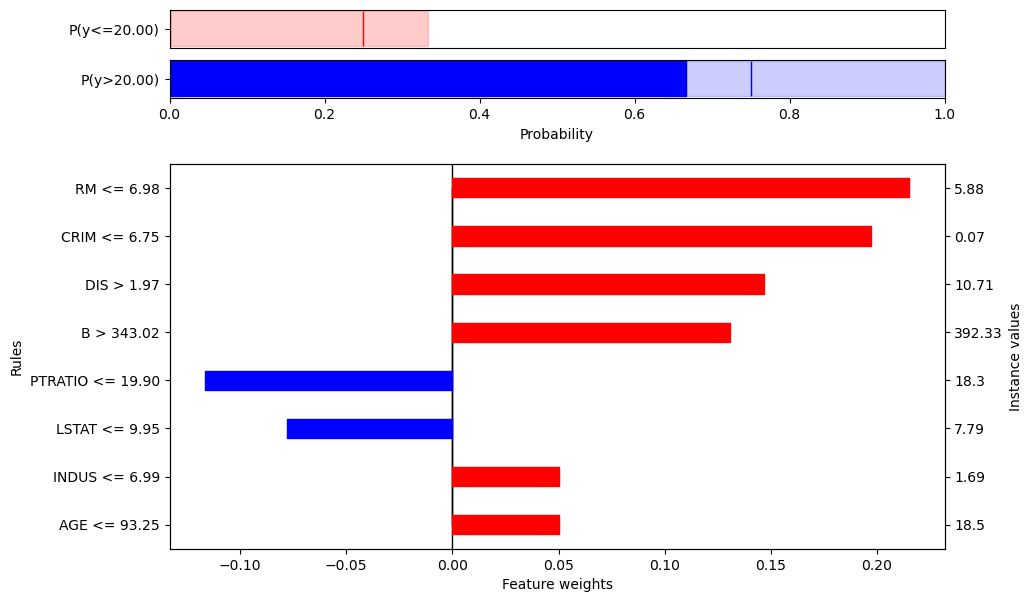 P(y<=20.00)
P(y>20.00)
0.0 0.2 0.4 0.6 0.8 1.0
Probability
RM <= 6.98 5.88
CRIM <= 6.75 0.07
DIS > 1.97 10.71
B > 343.02 392.33
PTRATIO <= 19.90 18.3
LSTAT <= 9.95 7.79
INDUS <= 6.99 1.69
AGE <= 93.25 18.5
Rules
Instance values
−0.10 −0.05 0.00 0.05 0.10 0.15 0.20
Feature weights